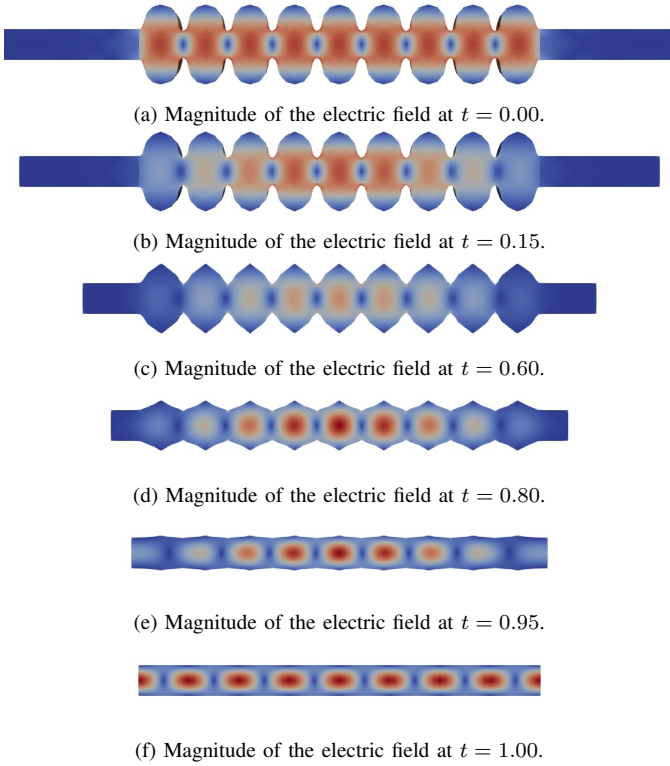 (a) Magnitude of the electric field at t = 0.00.
(b) Magnitude of the electric field at t = 0.15.
(c) Magnitude of the electric field at t = 0.60.
(d) Magnitude of the electric field at t = 0.80.
(e) Magnitude of the electric field at t = 0.95.
(f) Magnitude of the electric field at t = 1.00.